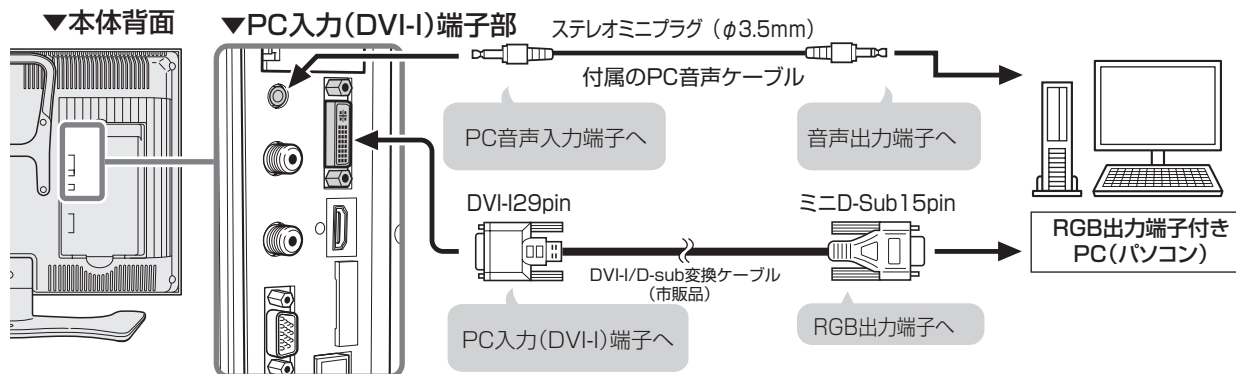 ▼本体背面
▼PC入力(DVI-I)端子部
ステレオミニプラグ（φ3.5mm）
付属のPC音声ケーブル
PC音声入力端子へ
音声出力端子へ
DVI-I29pin
ミニD-Sub15pin
DVI-I/D-sub変換ケーブル
（市販品）
PC入力(DVI-I)端子へ
RGB出力端子へ
RGB出力端子付き
PC(パソコン)